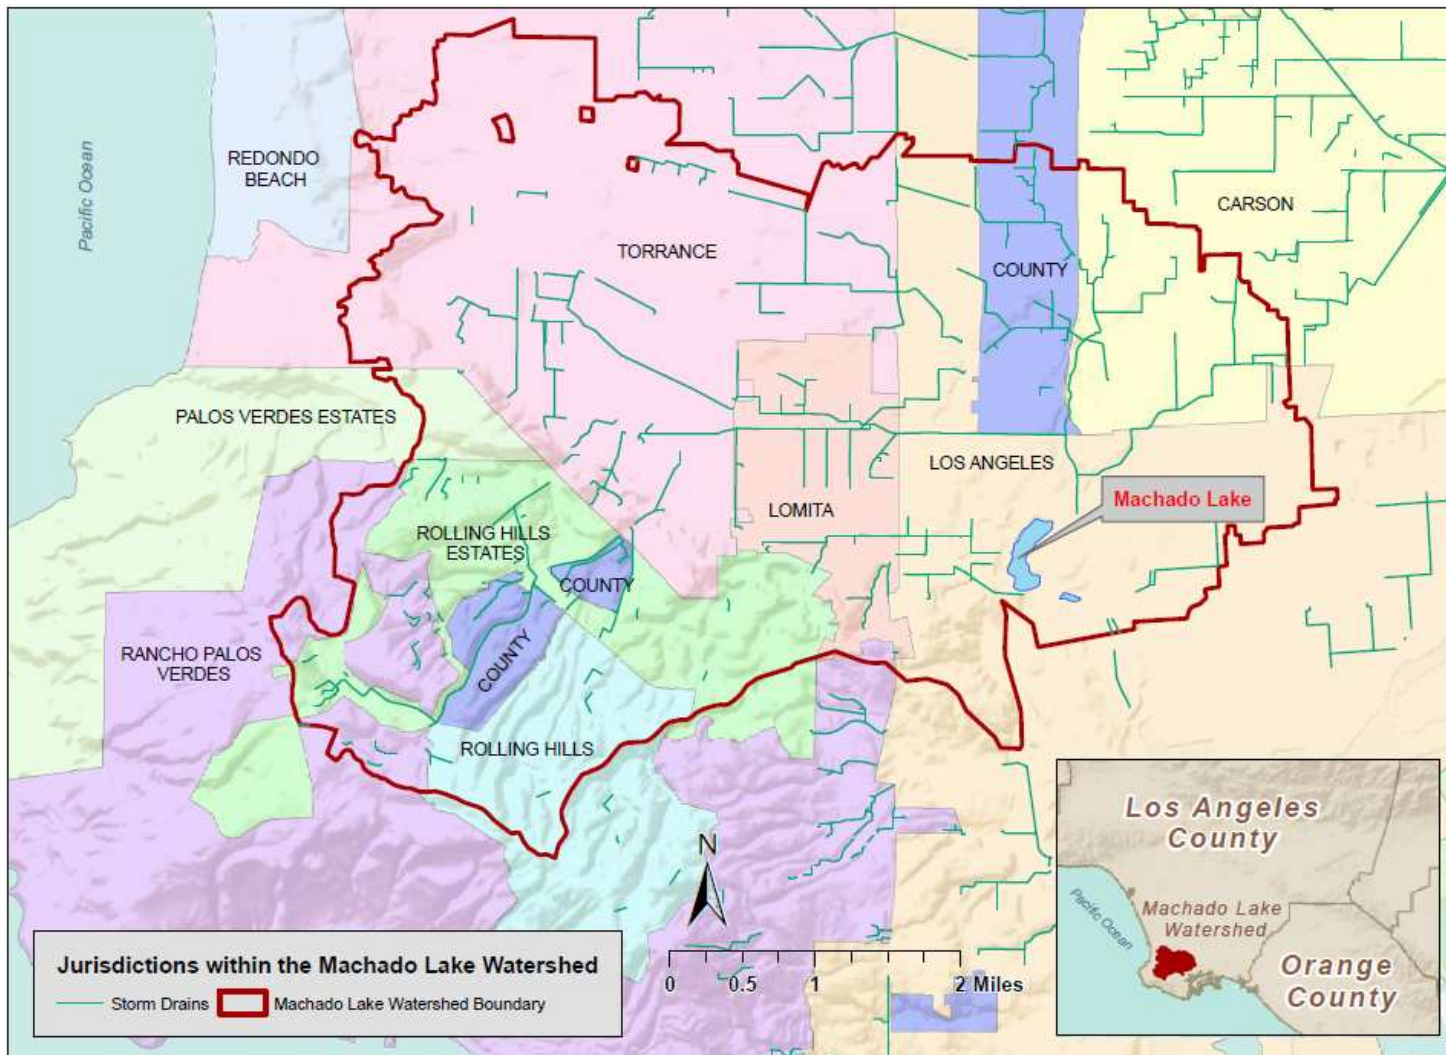 Pacific Ocean
REDONDO
BEACH
TORRANCE
CARSON
COUNTY
PALOS VERDES ESTATES
LOS ANGELES
Machado Lake
LOMITA
ROLLING HILLS
ESTATES
COUNTY
COUNTY
RANCHO PALOS
VERDES
ROLLING HILLS
N
0 0.5 1 2 Miles
Jurisdictions within the Machado Lake Watershed
Storm Drains Machado Lake Watershed Boundary
Los Angeles
County
Pacific Ocean
Machado Lake
Watershed
Orange
County